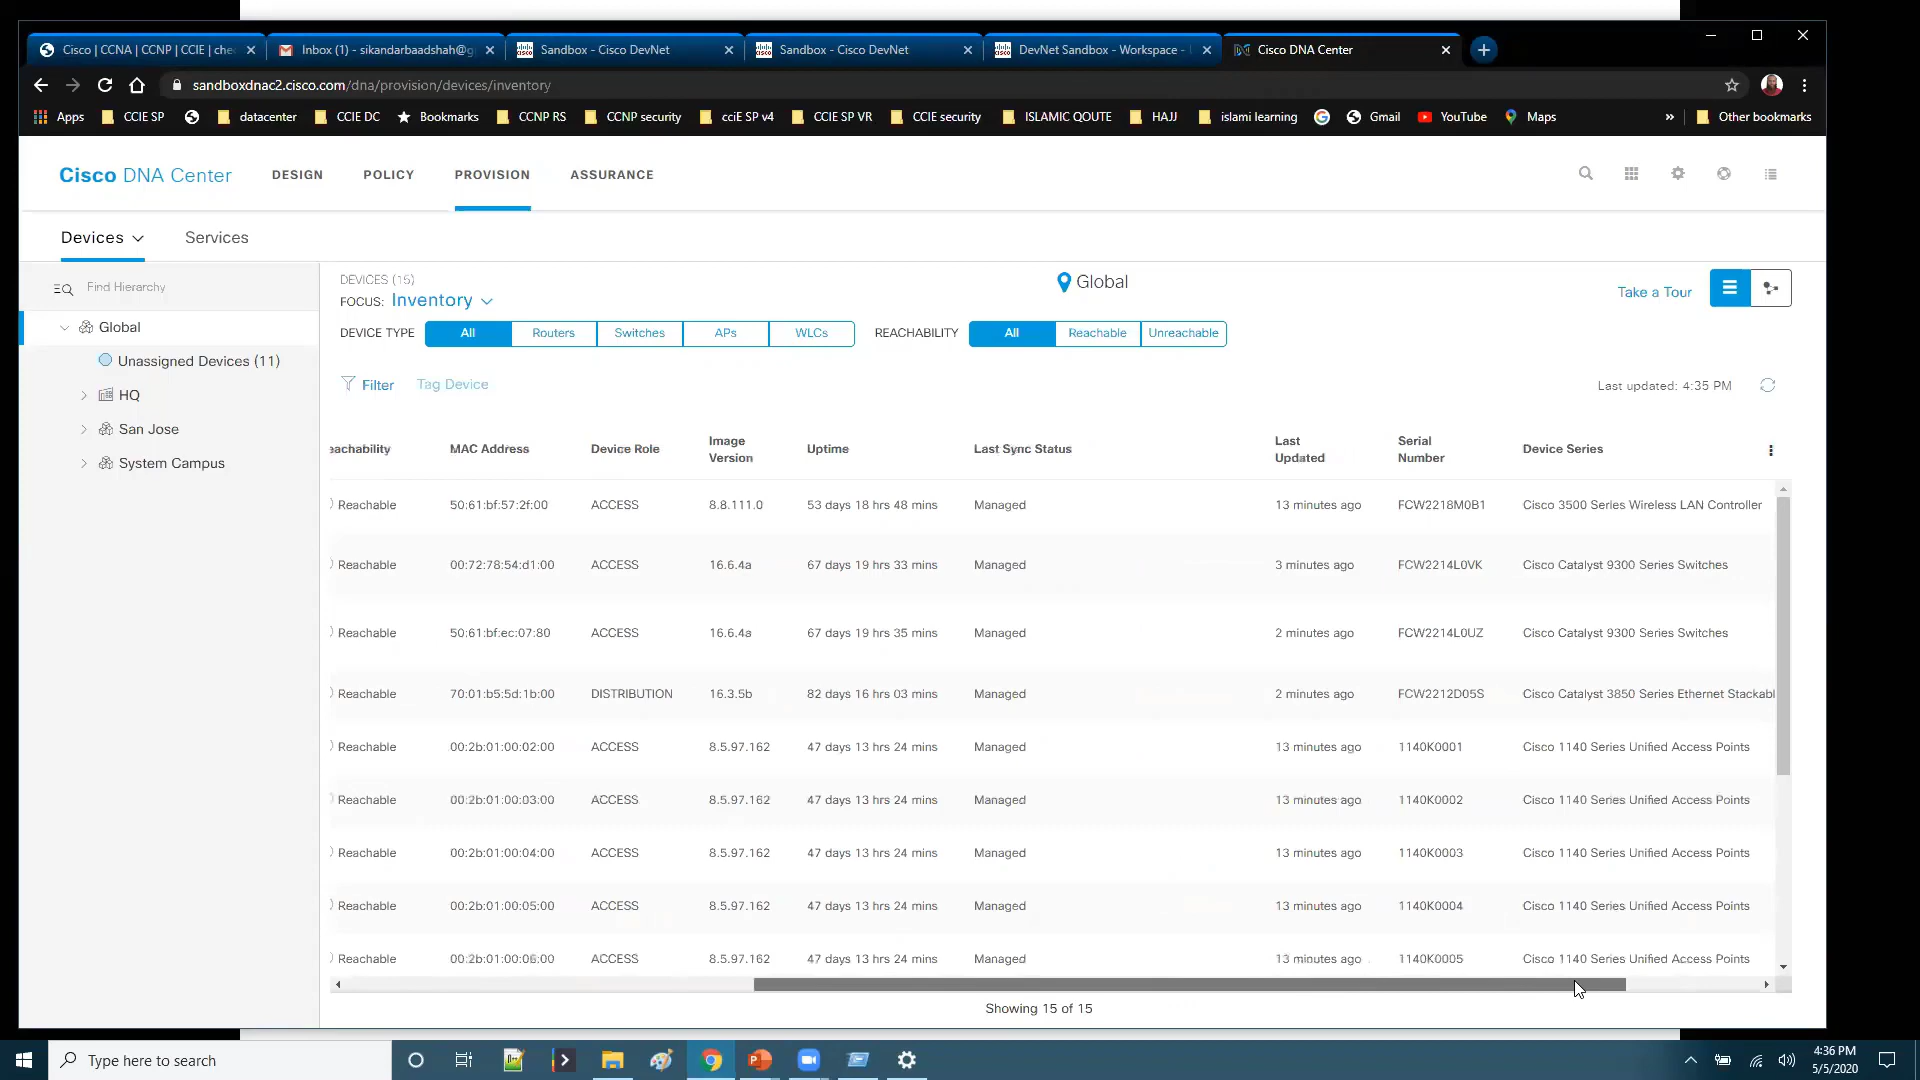 Cisco | CCNA | CCNP | CCIE | che
Inbox (1) - sikandarbaadshah@g
Sandbox - Cisco DevNet
Sandbox - Cisco DevNet
DevNet Sandbox - Workspace -
Cisco DNA Center
sandboxdnac2.cisco.com/dna/provision/devices/inventory
Apps
CCIE SP
datacenter
CCIE DC
Bookmarks
CCNP RS
CCNP security
cciE SP v4
CCIE SP VR
CCIE security
ISLAMIC QOUTE
HAJJ
islami learning
Gmail
YouTube
Maps
»
Other bookmarks
Cisco DNA Center
DESIGN
POLICY
PROVISION
ASSURANCE
Devices
Services
Find Hierarchy
Global
Unassigned Devices (11)
HQ
San Jose
System Campus
DEVICES (15)
FOCUS: Inventory
Global
Take a Tour
DEVICE TYPE All Routers Switches APs WLCs REACHABILITY All Reachable Unreachable
Filter Tag Device
Last updated: 4:35 PM
eachability MAC Address Device Role Image Version Uptime Last Sync Status Last Updated Serial Number Device Series
Reachable 50:61:bf:57:2f:00 ACCESS 8.8.111.0 53 days 18 hrs 48 mins Managed 13 minutes ago FCW2218M0B1 Cisco 3500 Series Wireless LAN Controller
Reachable 00:72:78:54:d1:00 ACCESS 16.6.4a 67 days 19 hrs 33 mins Managed 3 minutes ago FCW2214L0VK Cisco Catalyst 9300 Series Switches
Reachable 50:61:bf:ec:07:80 ACCESS 16.6.4a 67 days 19 hrs 35 mins Managed 2 minutes ago FCW2214L0UZ Cisco Catalyst 9300 Series Switches
Reachable 70:01:b5:5d:1b:00 DISTRIBUTION 16.3.5b 82 days 16 hrs 03 mins Managed 2 minutes ago FCW2212D05S Cisco Catalyst 3850 Series Ethernet Stackabl
Reachable 00:2b:01:00:02:00 ACCESS 8.5.97.162 47 days 13 hrs 24 mins Managed 13 minutes ago 1140K0001 Cisco 1140 Series Unified Access Points
Reachable 00:2b:01:00:03:00 ACCESS 8.5.97.162 47 days 13 hrs 24 mins Managed 13 minutes ago 1140K0002 Cisco 1140 Series Unified Access Points
Reachable 00:2b:01:00:04:00 ACCESS 8.5.97.162 47 days 13 hrs 24 mins Managed 13 minutes ago 1140K0003 Cisco 1140 Series Unified Access Points
Reachable 00:2b:01:00:05:00 ACCESS 8.5.97.162 47 days 13 hrs 24 mins Managed 13 minutes ago 1140K0004 Cisco 1140 Series Unified Access Points
Reachable 00:2b:01:00:06:00 ACCESS 8.5.97.162 47 days 13 hrs 24 mins Managed 13 minutes ago 1140K0005 Cisco 1140 Series Unified Access Points
Showing 15 of 15
Type here to search
4:36 PM
5/5/2020